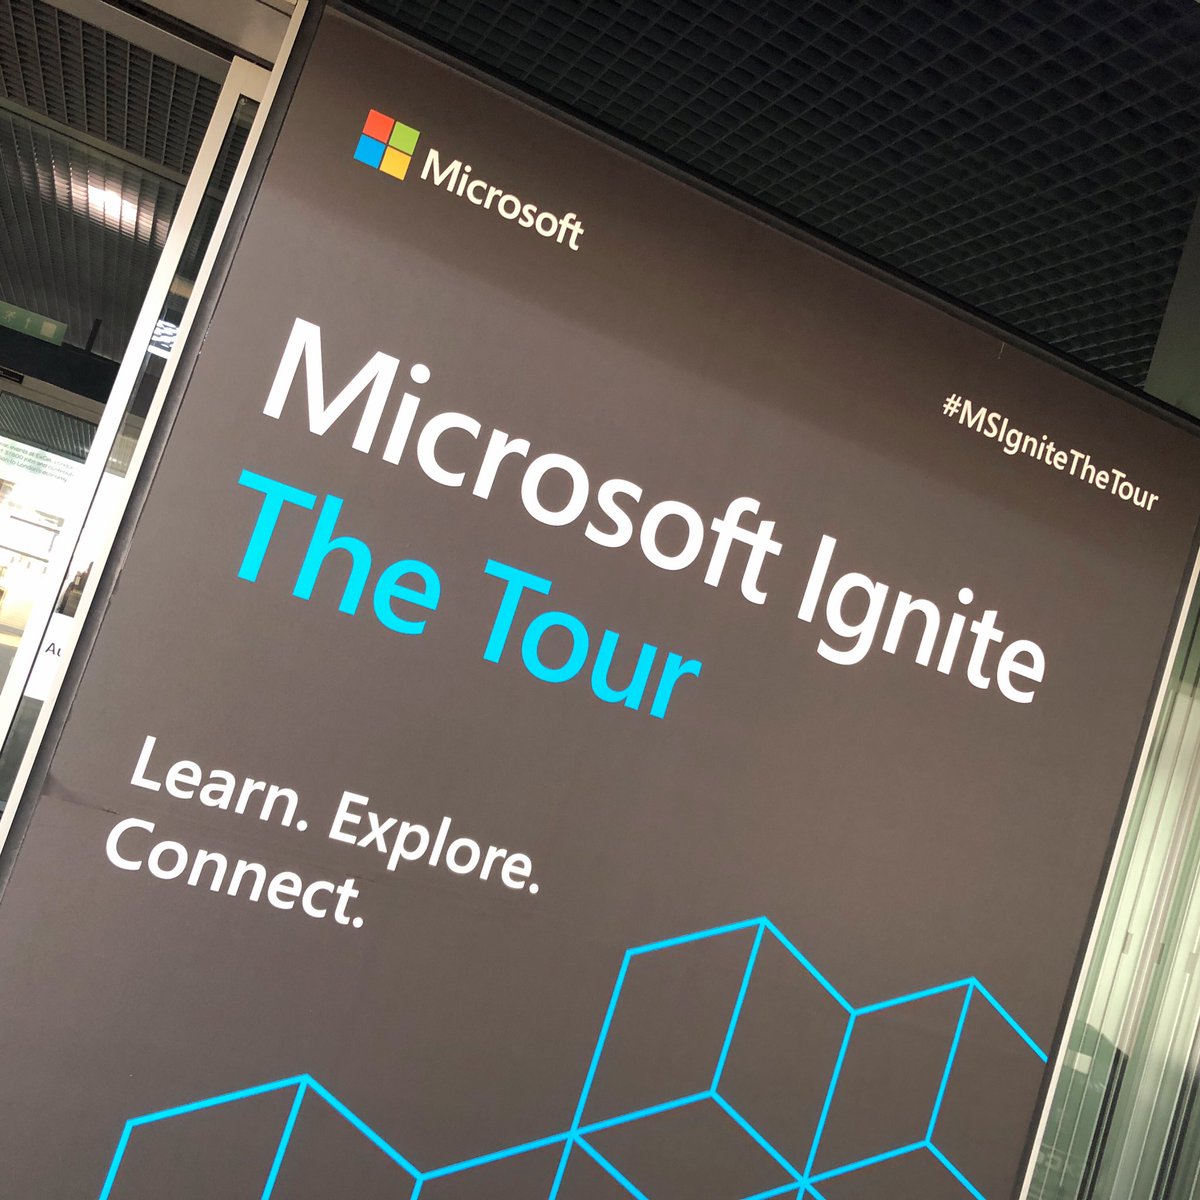 Microsoft
#MSIgniteTheTour
Microsoft Ignite
The Tour
Learn. Explore.
Connect.